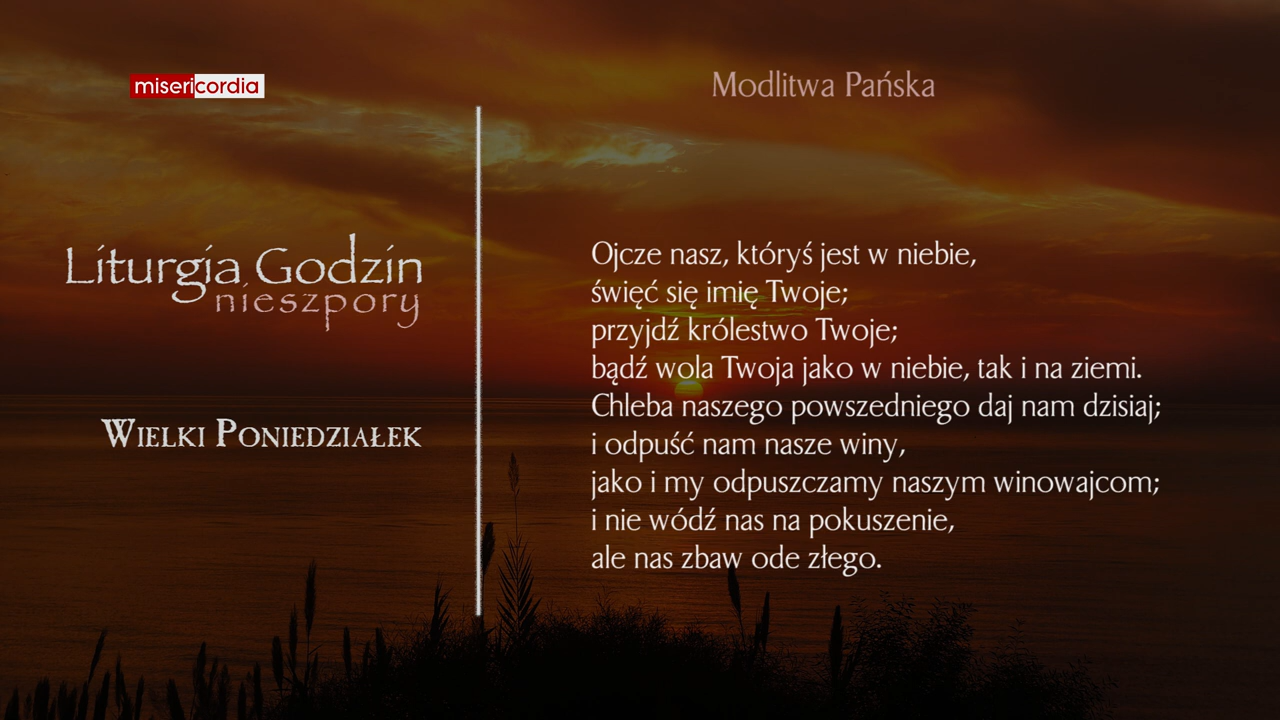 misericordia
Modlitwa Pańska
Liturgia Godzin
nieszpory
Wielki Poniedziałek
Ojcze nasz, któryś jest w niebie,
święć się imię Twoje;
przyjdź królestwo Twoje;
bądź wola Twoja jako w niebie, tak i na ziemi.
Chleba naszego powszedniego daj nam dzisiaj;
i odpuść nam nasze winy,
jako i my odpuszczamy naszym winowajcom;
i nie wódź nas na pokuszenie,
ale nas zbaw ode złego.